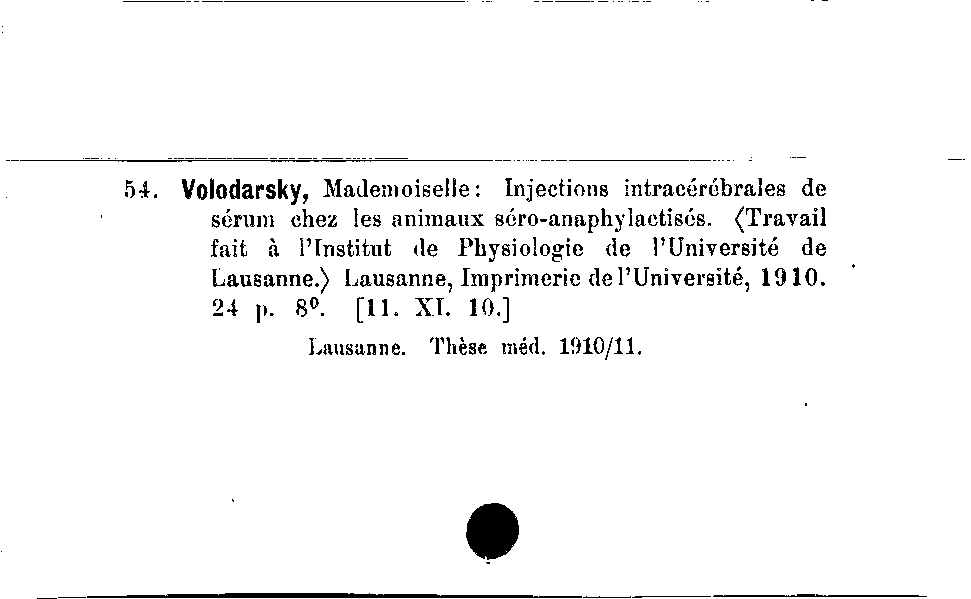 54. Volodarsky, Mademoiselle: Injections intracérébrales de
sérum chez les animaux séro-anaphylactisés. ⟨Travail
fait à l'Institut de Physiologie de l'Université de
Lausanne.⟩ Lausanne, Imprimerie de l'Université, 1910.
24 p. 8⁰. [11. XI. 10.]
Lausanne. Thèse méd. 1910/11.